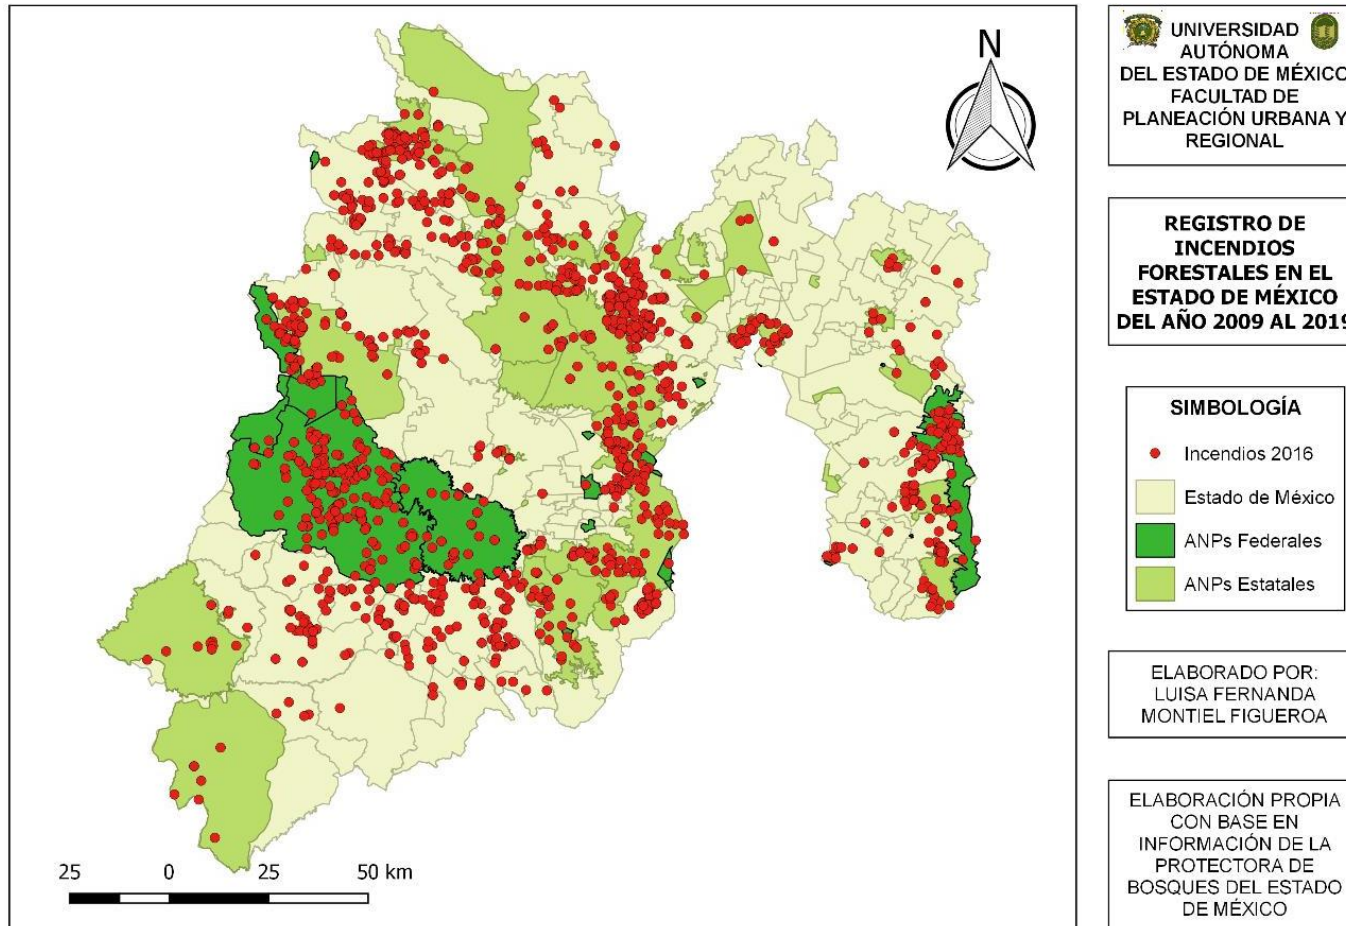 N
25 0 25 50 km
UNIVERSIDAD
AUTÓNOMA
DEL ESTADO DE MÉXICO
FACULTAD DE
PLANEACIÓN URBANA Y
REGIONAL
REGISTRO DE
INCENDIOS
FORESTALES EN EL
ESTADO DE MÉXICO
DEL AÑO 2009 AL 2019
SIMBOLOGÍA
Incendios 2016
Estado de México
ANPs Federales
ANPs Estatales
ELABORADO POR:
LUISA FERNANDA
MONTIEL FIGUEROA
ELABORACIÓN PROPIA
CON BASE EN
INFORMACIÓN DE LA
PROTECTORA DE
BOSQUES DEL ESTADO
DE MÉXICO